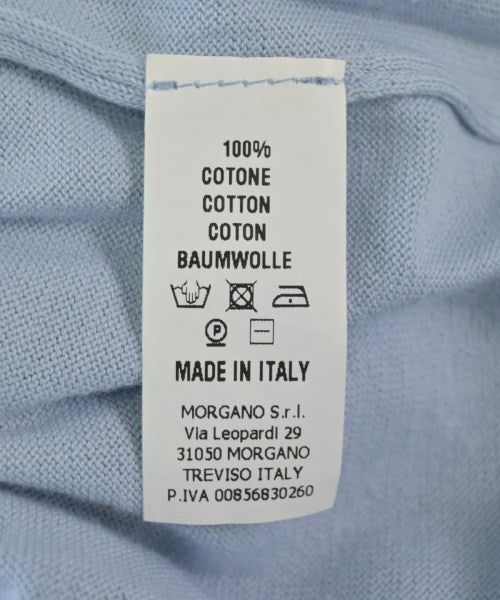 100%
COTONE
COTTON
COTON
BAUMWOLLE
P
MADE IN ITALY
MORGANO S.r.l.
Via Leopardi 29
31050 MORGANO
TREVISO ITALY
P.IVA 00856830260